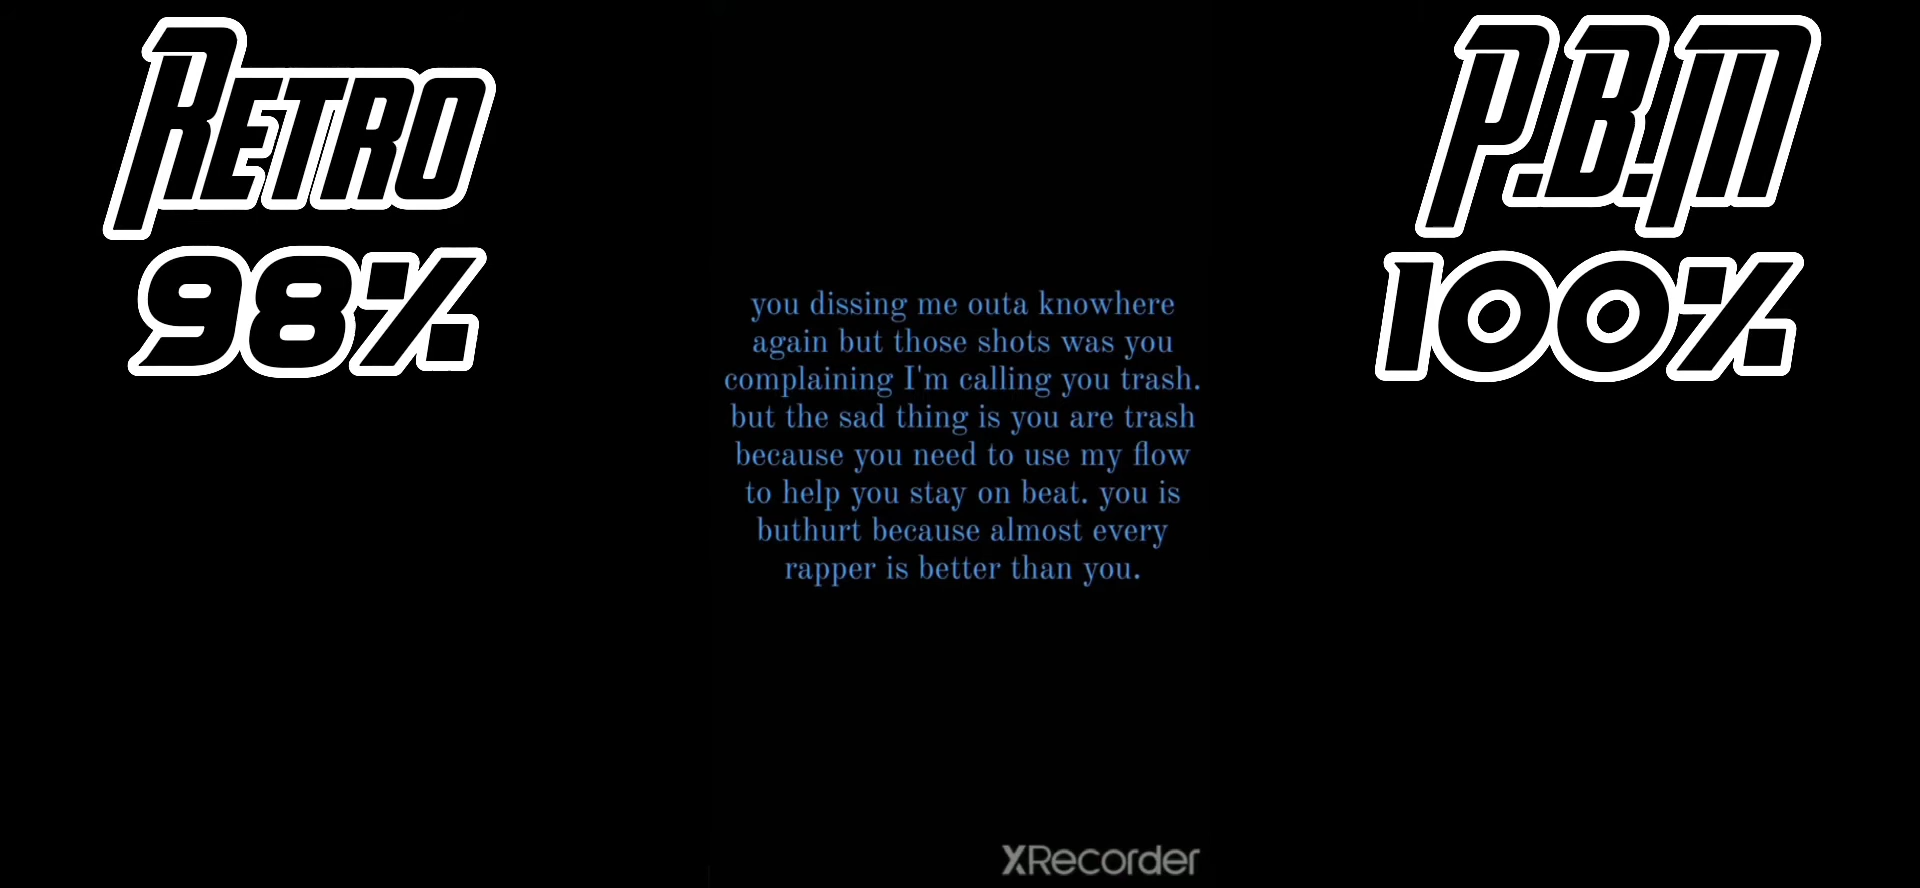 RETRO
98%
P.B.M
100%
you dissing me outa knowhere
again but those shots was you
complaining I'm calling you trash.
but the sad thing is you are trash
because you need to use my flow
to help you stay on beat. you is
buthurt because almost every
rapper is better than you.
XRecorder